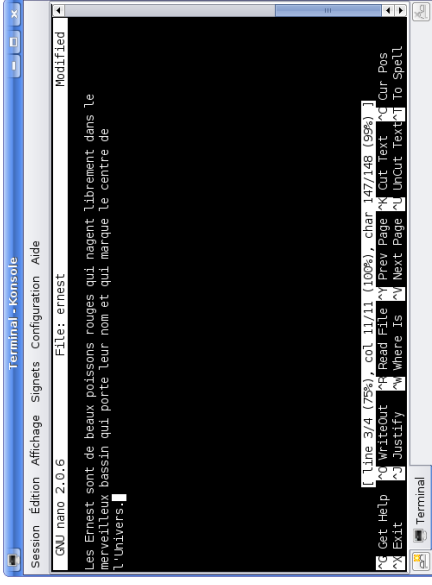 Terminal - Konsole
Session Édition Affichage Signets Configuration Aide
GNU nano 2.0.6 File: ernest Modified
Les Ernest sont de beaux poissons rouges qui nagent librement dans le
merveilleux bassin qui porte leur nom et qui marque le centre de
l'Univers.
[ line 3/4 (75%), col 11/11 (100%), char 147/148 (99%) ]
^G Get Help ^O WriteOut ^R Read File ^Y Prev Page ^K Cut Text ^C Cur Pos
^X Exit ^J Justify ^W Where Is ^V Next Page ^U UnCut Text ^T To Spell
Terminal